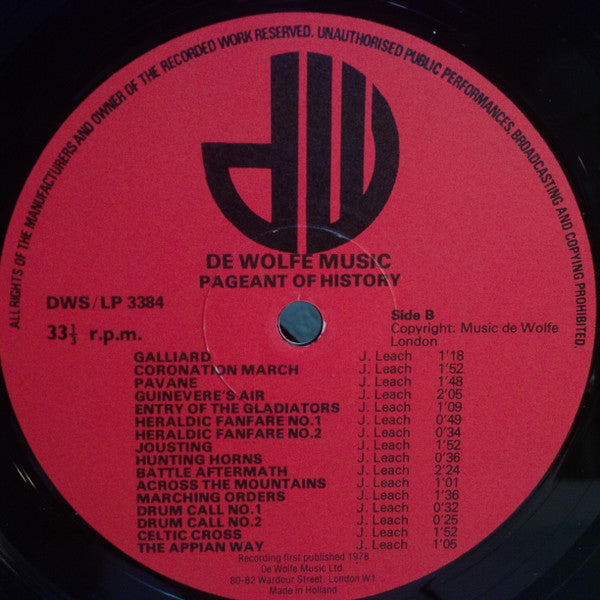 ALL RIGHTS OF THE MANUFACTURERS AND OWNER OF THE RECORDED WORK RESERVED. UNAUTHORISED PUBLIC PERFORMANCES, BROADCASTING AND COPYING PROHIBITED.
dW
DE WOLFE MUSIC
PAGEANT OF HISTORY
DWS/LP 3384
33⅓ r.p.m.
Side B
Copyright: Music de Wolfe
London
GALLIARD J. Leach 1'18
CORONATION MARCH J. Leach 1'52
PAVANE J. Leach 1'48
GUINEVERE'S AIR J. Leach 2'05
ENTRY OF THE GLADIATORS J. Leach 1'09
HERALDIC FANFARE NO.1 J. Leach 0'49
HERALDIC FANFARE NO.2 J. Leach 0'34
JOUSTING J. Leach 1'52
HUNTING HORNS J. Leach 0'36
BATTLE AFTERMATH J. Leach 2'24
ACROSS THE MOUNTAINS J. Leach 1'01
MARCHING ORDERS J. Leach 1'36
DRUM CALL NO.1 J. Leach 0'32
DRUM CALL NO.2 J. Leach 0'25
CELTIC CROSS J. Leach 1'52
THE APPIAN WAY J. Leach 1'05
Recording first published 1978
De Wolfe Music Ltd.
80-82 Wardour Street London W1
Made in Holland